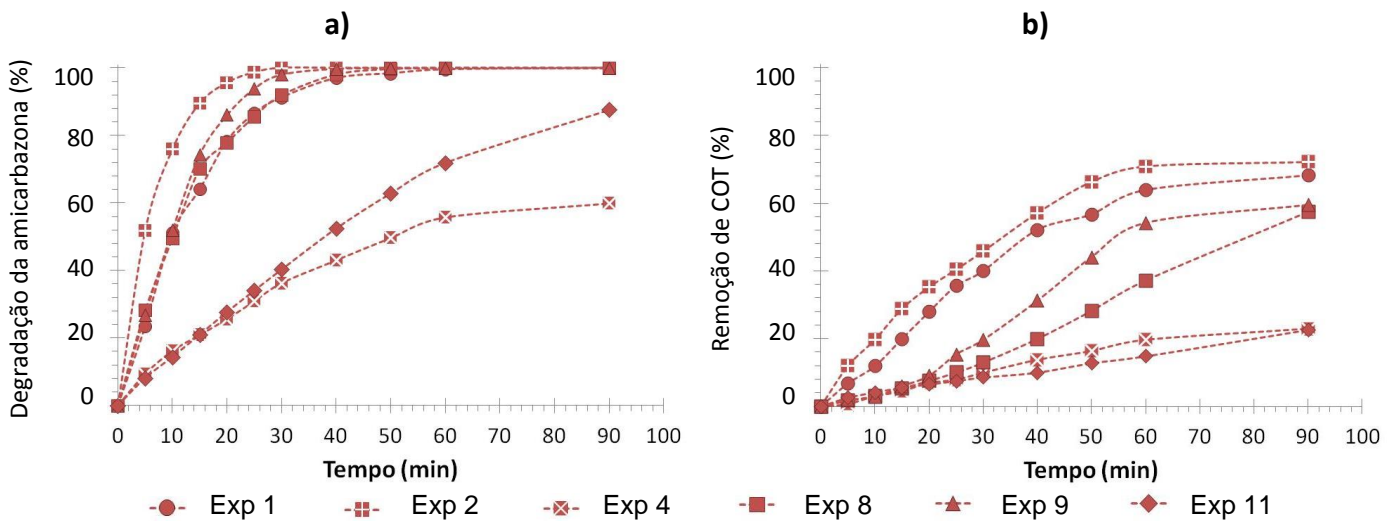 a)
Degradação da amicarbazona (%)
100
80
60
40
20
0
0 10 20 30 40 50 60 70 80 90 100
Tempo (min)
b)
Remoção de COT (%)
100
80
60
40
20
0
0 10 20 30 40 50 60 70 80 90 100
Tempo (min)
Exp 1 Exp 2 Exp 4 Exp 8 Exp 9 Exp 11